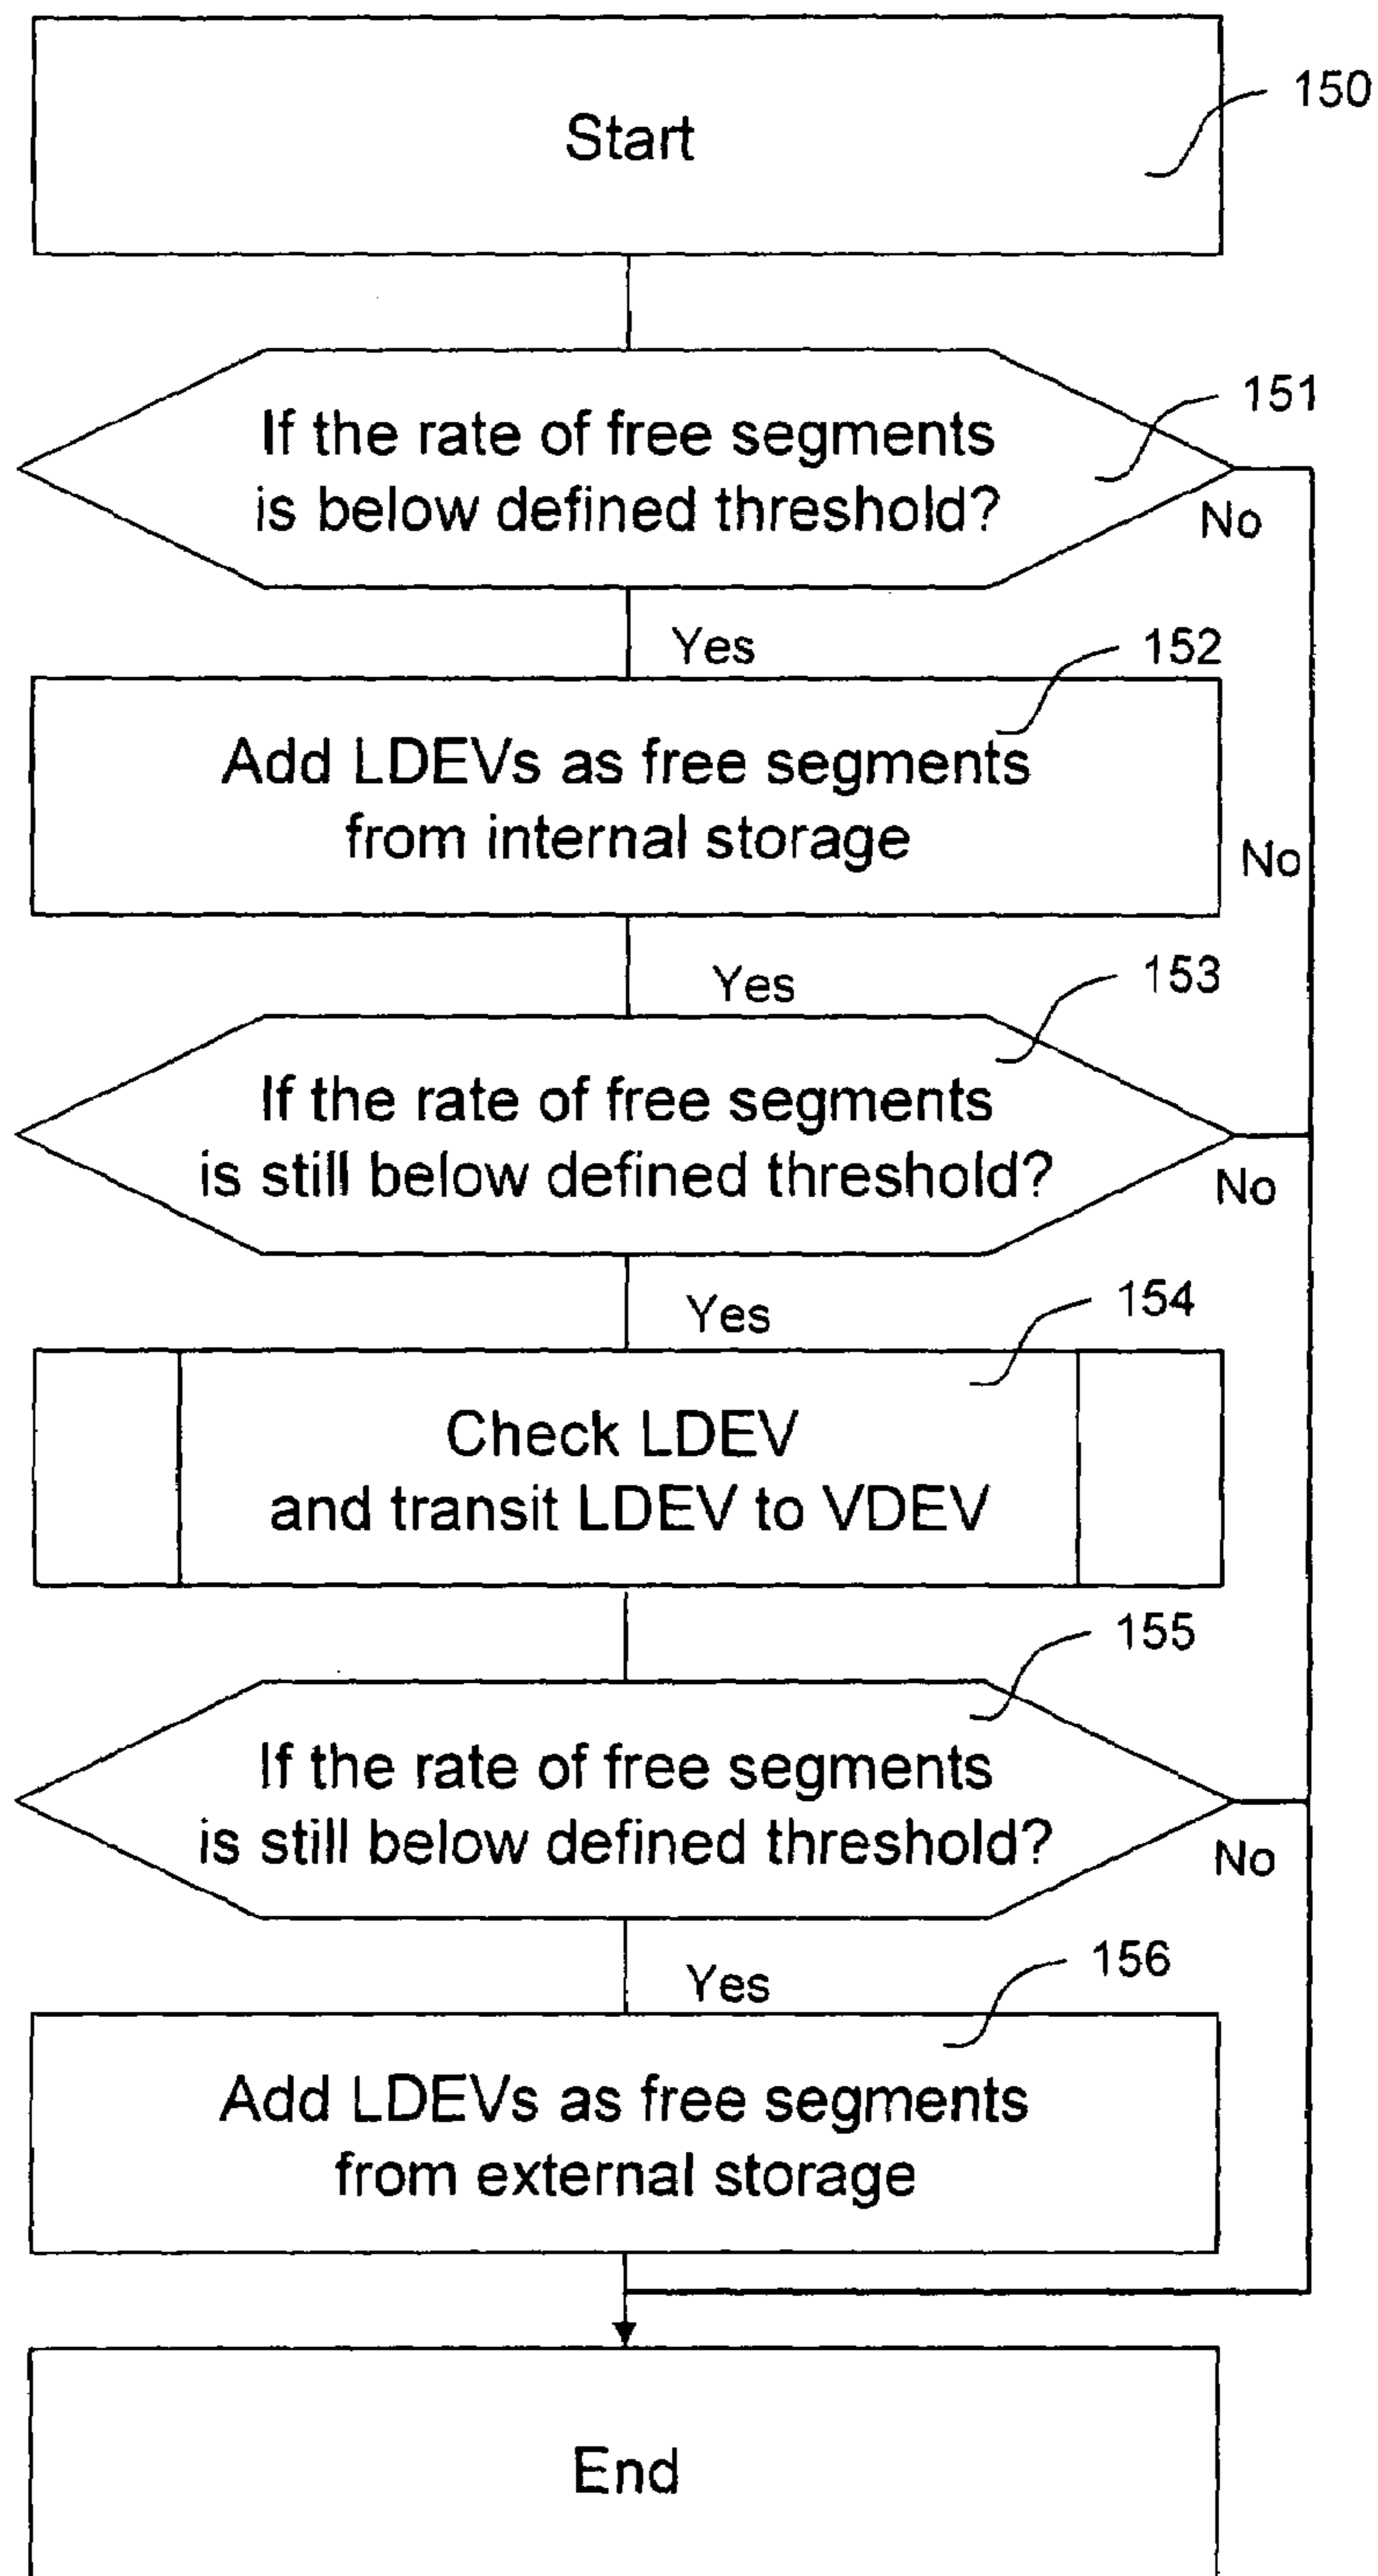 Start
150
If the rate of free segments
is below defined threshold?
151
No
Yes
152
Add LDEVs as free segments
from internal storage
No
Yes
153
If the rate of free segments
is still below defined threshold?
No
Yes
154
Check LDEV
and transit LDEV to VDEV
155
If the rate of free segments
is still below defined threshold?
No
Yes
156
Add LDEVs as free segments
from external storage
End